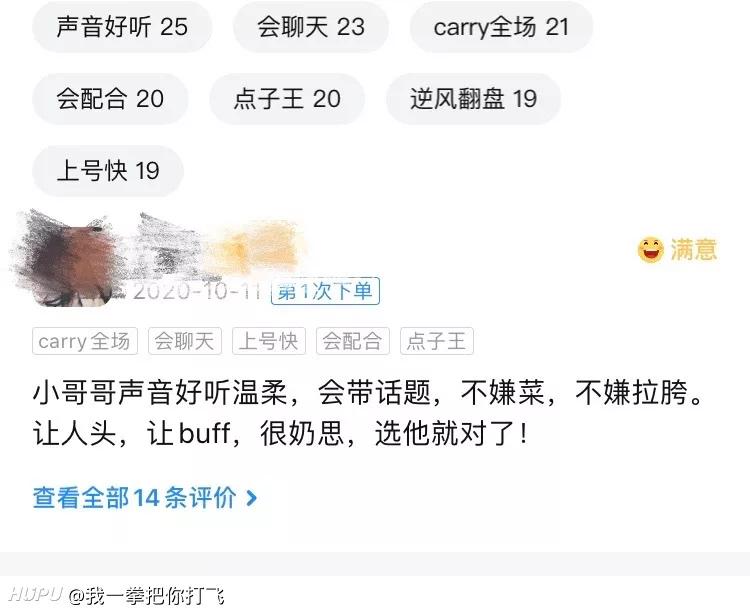 声音好听 25 会聊天 23 carry全场 21
会配合 20 点子王 20 逆风翻盘 19
上号快 19
满意
2020-10-11 第1次下单
carry全场 会聊天 上号快 会配合 点子王
小哥哥声音好听温柔，会带话题，不嫌菜，不嫌拉胯。
让人头，让buff，很奶思，选他就对了！
查看全部14条评价 >
HUPU @我一拳把你打飞